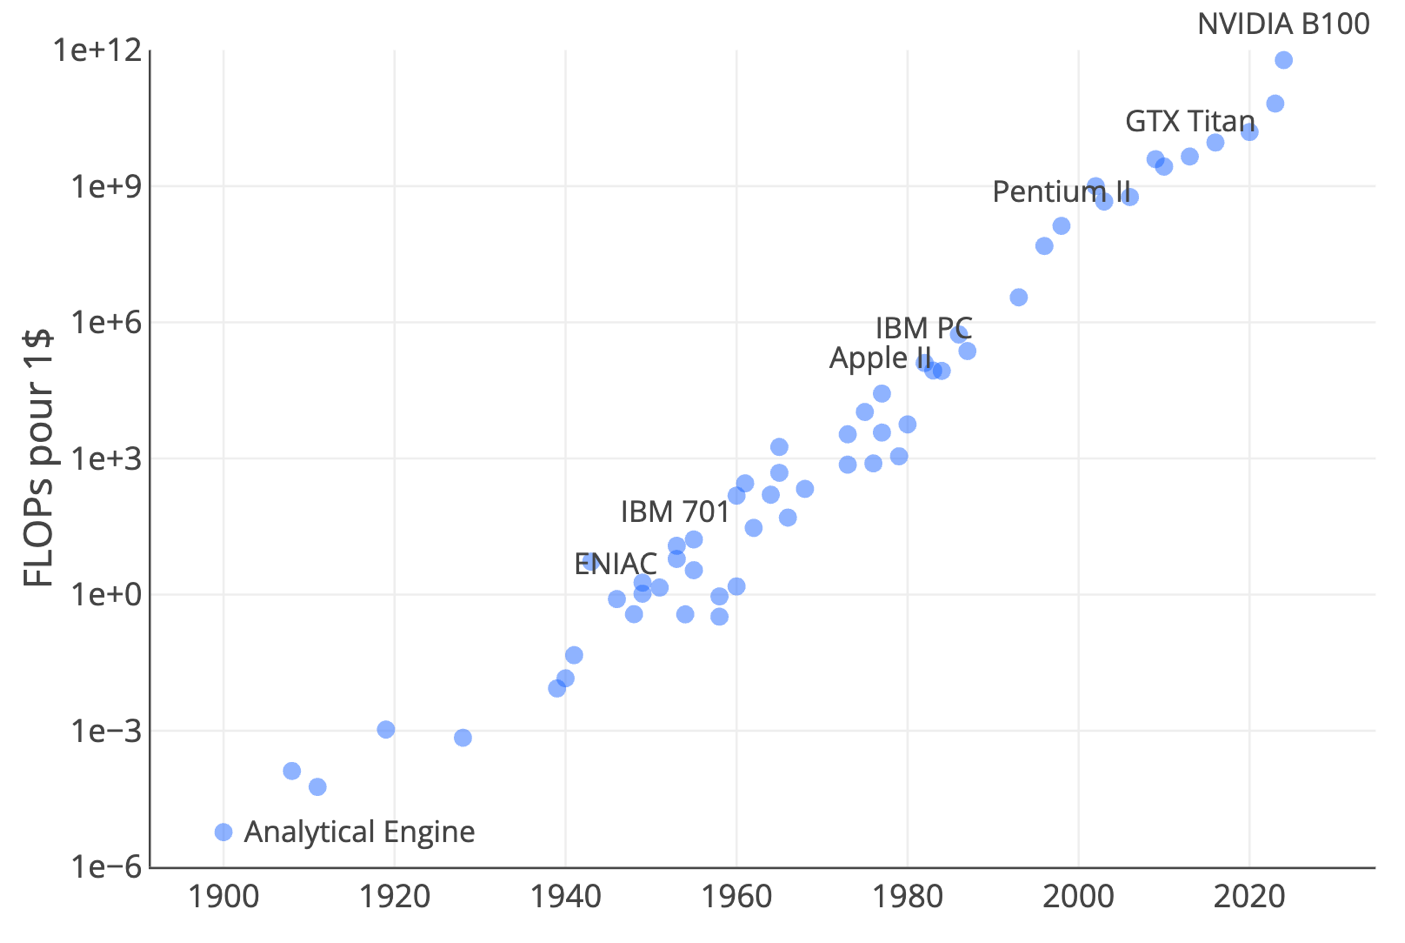 NVIDIA B100
1e+12
GTX Titan
1e+9
Pentium II
1e+6
IBM PC
Apple II
FLOPs pour 1$
1e+3
IBM 701
ENIAC
1e+0
1e−3
Analytical Engine
1e−6
1900 1920 1940 1960 1980 2000 2020